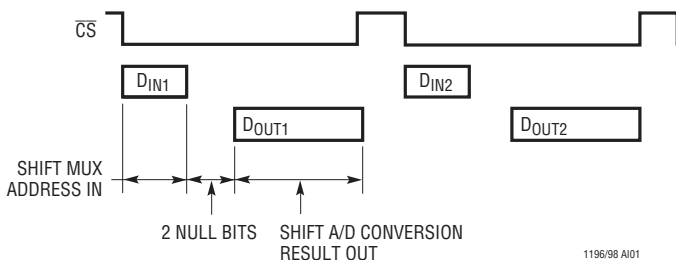 CS
DIN1
DIN2
DOUT1
DOUT2
SHIFT MUX
ADDRESS IN
2 NULL BITS
SHIFT A/D CONVERSION
RESULT OUT
1196/98 AI01